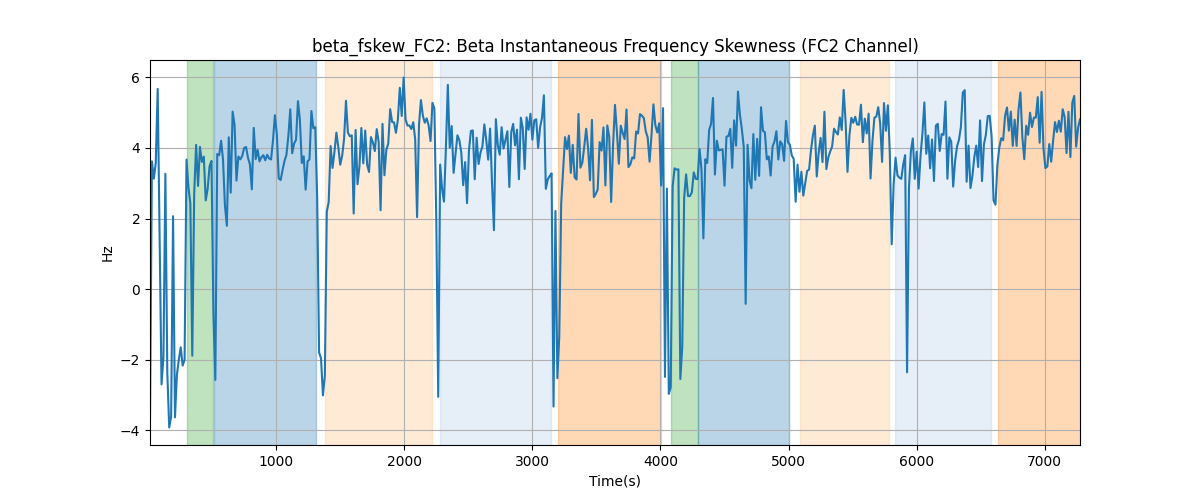 beta_fskew_FC2: Beta Instantaneous Frequency Skewness (FC2 Channel)
6
4
2
0
−2
−4
Hz
1000 2000 3000 4000 5000 6000 7000
Time(s)